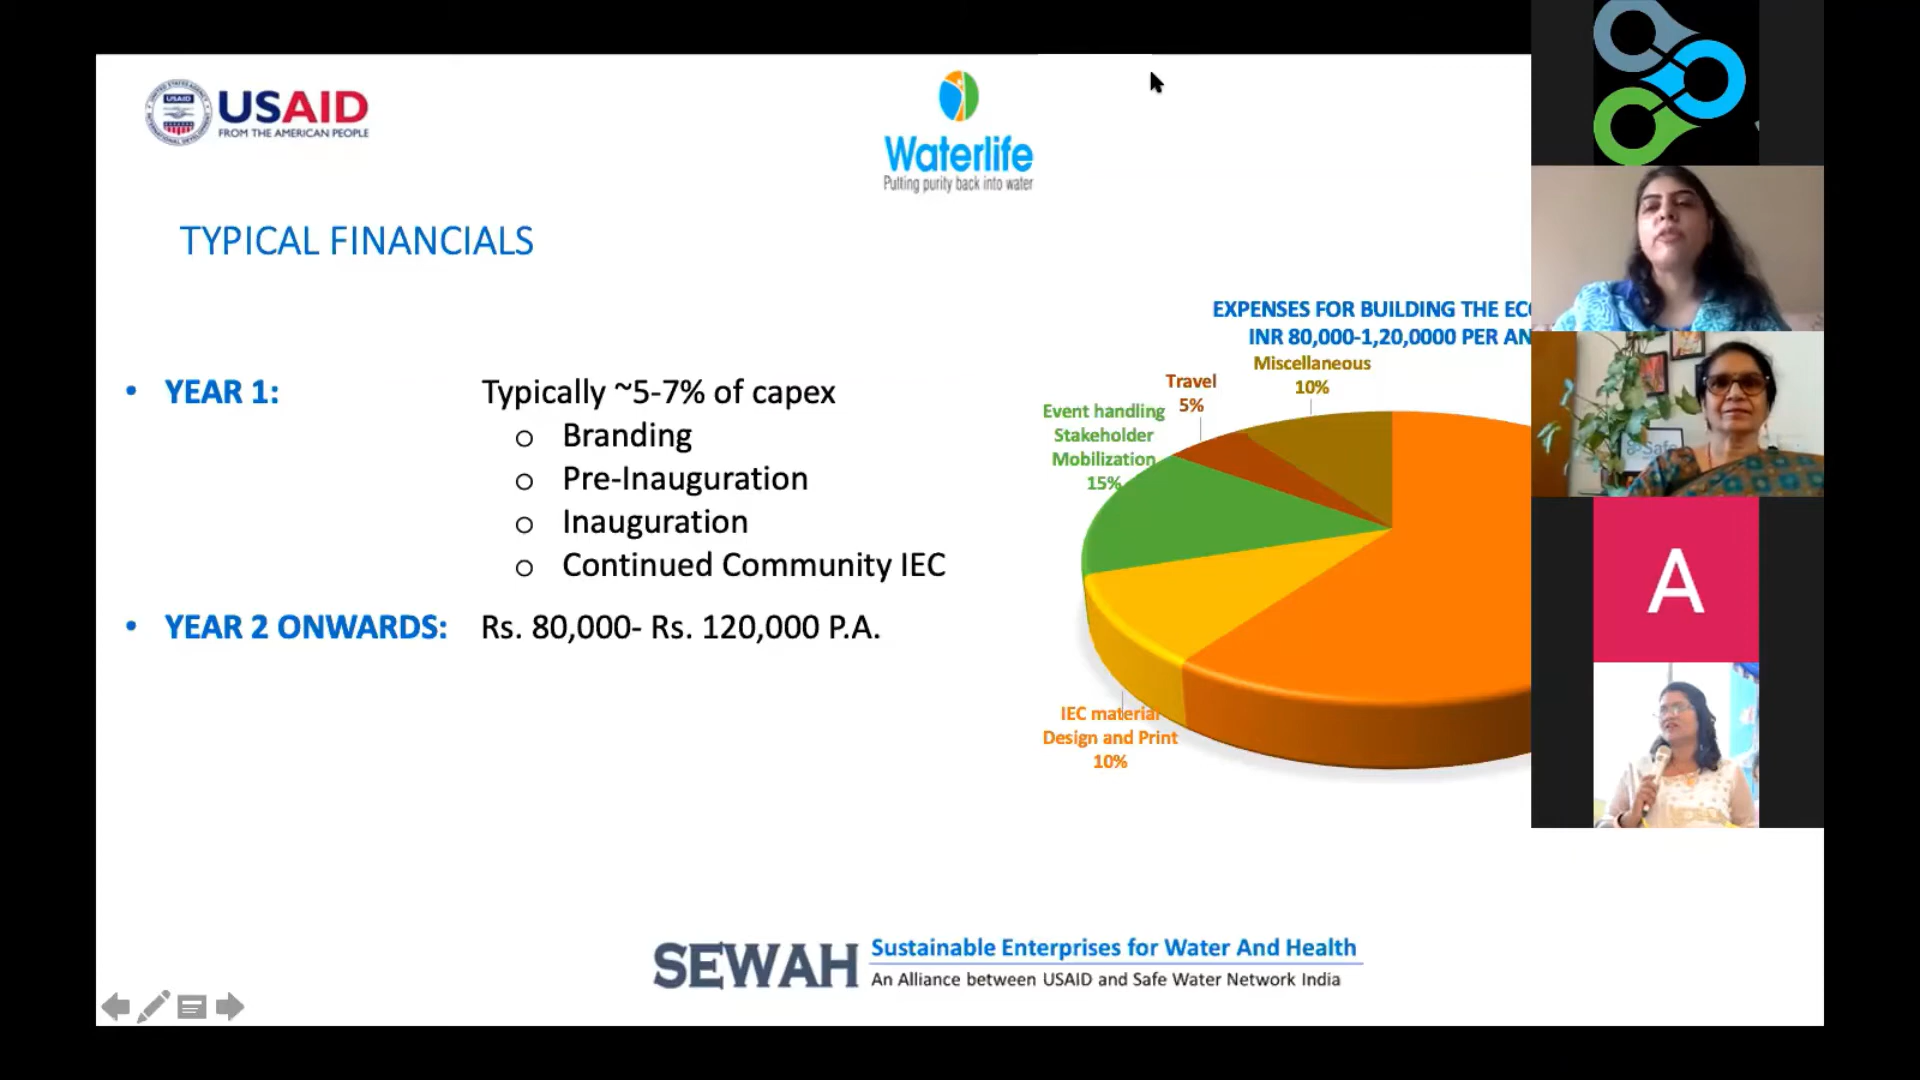 USAID
FROM THE AMERICAN PEOPLE
Waterlife
Putting purity back into water
TYPICAL FINANCIALS
• YEAR 1: Typically ~5-7% of capex
o Branding
o Pre-Inauguration
o Inauguration
o Continued Community IEC
• YEAR 2 ONWARDS: Rs. 80,000- Rs. 120,000 P.A.
EXPENSES FOR BUILDING THE
INR 80,000-1,20,0000 PER
Miscellaneous
10%
Travel
5%
Event handling
Stakeholder
Mobilization
15%
IEC material
Design and Print
10%
A
SEWAH
Sustainable Enterprises for Water And Health
An Alliance between USAID and Safe Water Network India